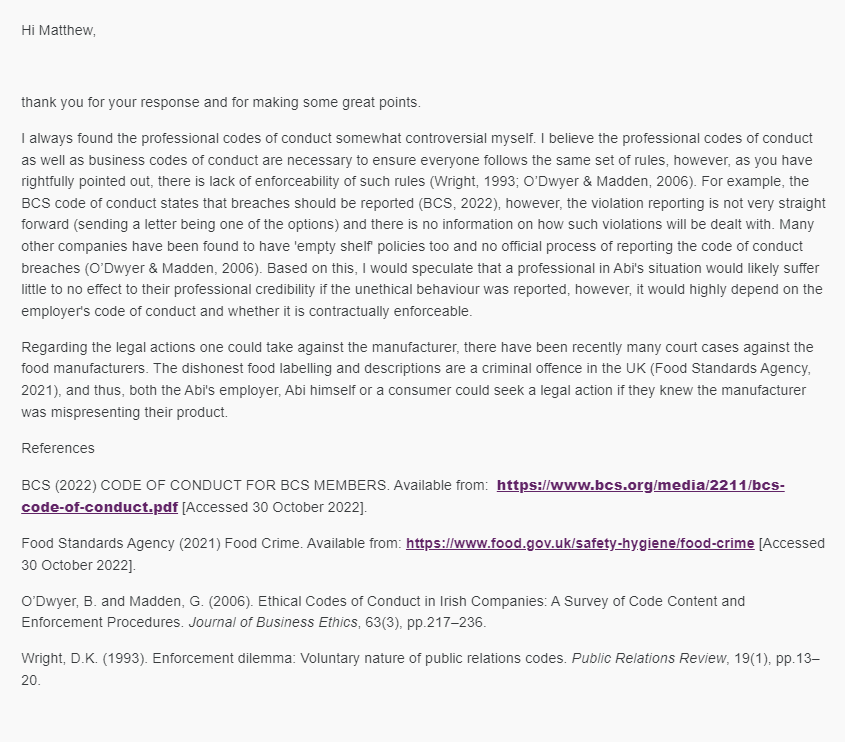 Hi Matthew,
thank you for your response and for making some great points.
I always found the professional codes of conduct somewhat controversial myself. I believe the professional codes of conduct
as well as business codes of conduct are necessary to ensure everyone follows the same set of rules, however, as you have
rightfully pointed out, there is lack of enforceability of such rules (Wright, 1993; O’Dwyer & Madden, 2006). For example, the
BCS code of conduct states that breaches should be reported (BCS, 2022), however, the violation reporting is not very straight
forward (sending a letter being one of the options) and there is no information on how such violations will be dealt with. Many
other companies have been found to have 'empty shelf' policies too and no official process of reporting the code of conduct
breaches (O’Dwyer & Madden, 2006). Based on this, I would speculate that a professional in Abi's situation would likely suffer
little to no effect to their professional credibility if the unethical behaviour was reported, however, it would highly depend on the
employer's code of conduct and whether it is contractually enforceable.
Regarding the legal actions one could take against the manufacturer, there have been recently many court cases against the
food manufacturers. The dishonest food labelling and descriptions are a criminal offence in the UK (Food Standards Agency,
2021), and thus, both the Abi's employer, Abi himself or a consumer could seek a legal action if they knew the manufacturer
was mispresenting their product.
References
BCS (2022) CODE OF CONDUCT FOR BCS MEMBERS. Available from: https://www.bcs.org/media/2211/bcs-
code-of-conduct.pdf [Accessed 30 October 2022].
Food Standards Agency (2021) Food Crime. Available from: https://www.food.gov.uk/safety-hygiene/food-crime [Accessed
30 October 2022].
O’Dwyer, B. and Madden, G. (2006). Ethical Codes of Conduct in Irish Companies: A Survey of Code Content and
Enforcement Procedures. Journal of Business Ethics, 63(3), pp.217–236.
Wright, D.K. (1993). Enforcement dilemma: Voluntary nature of public relations codes. Public Relations Review, 19(1), pp.13–
20.